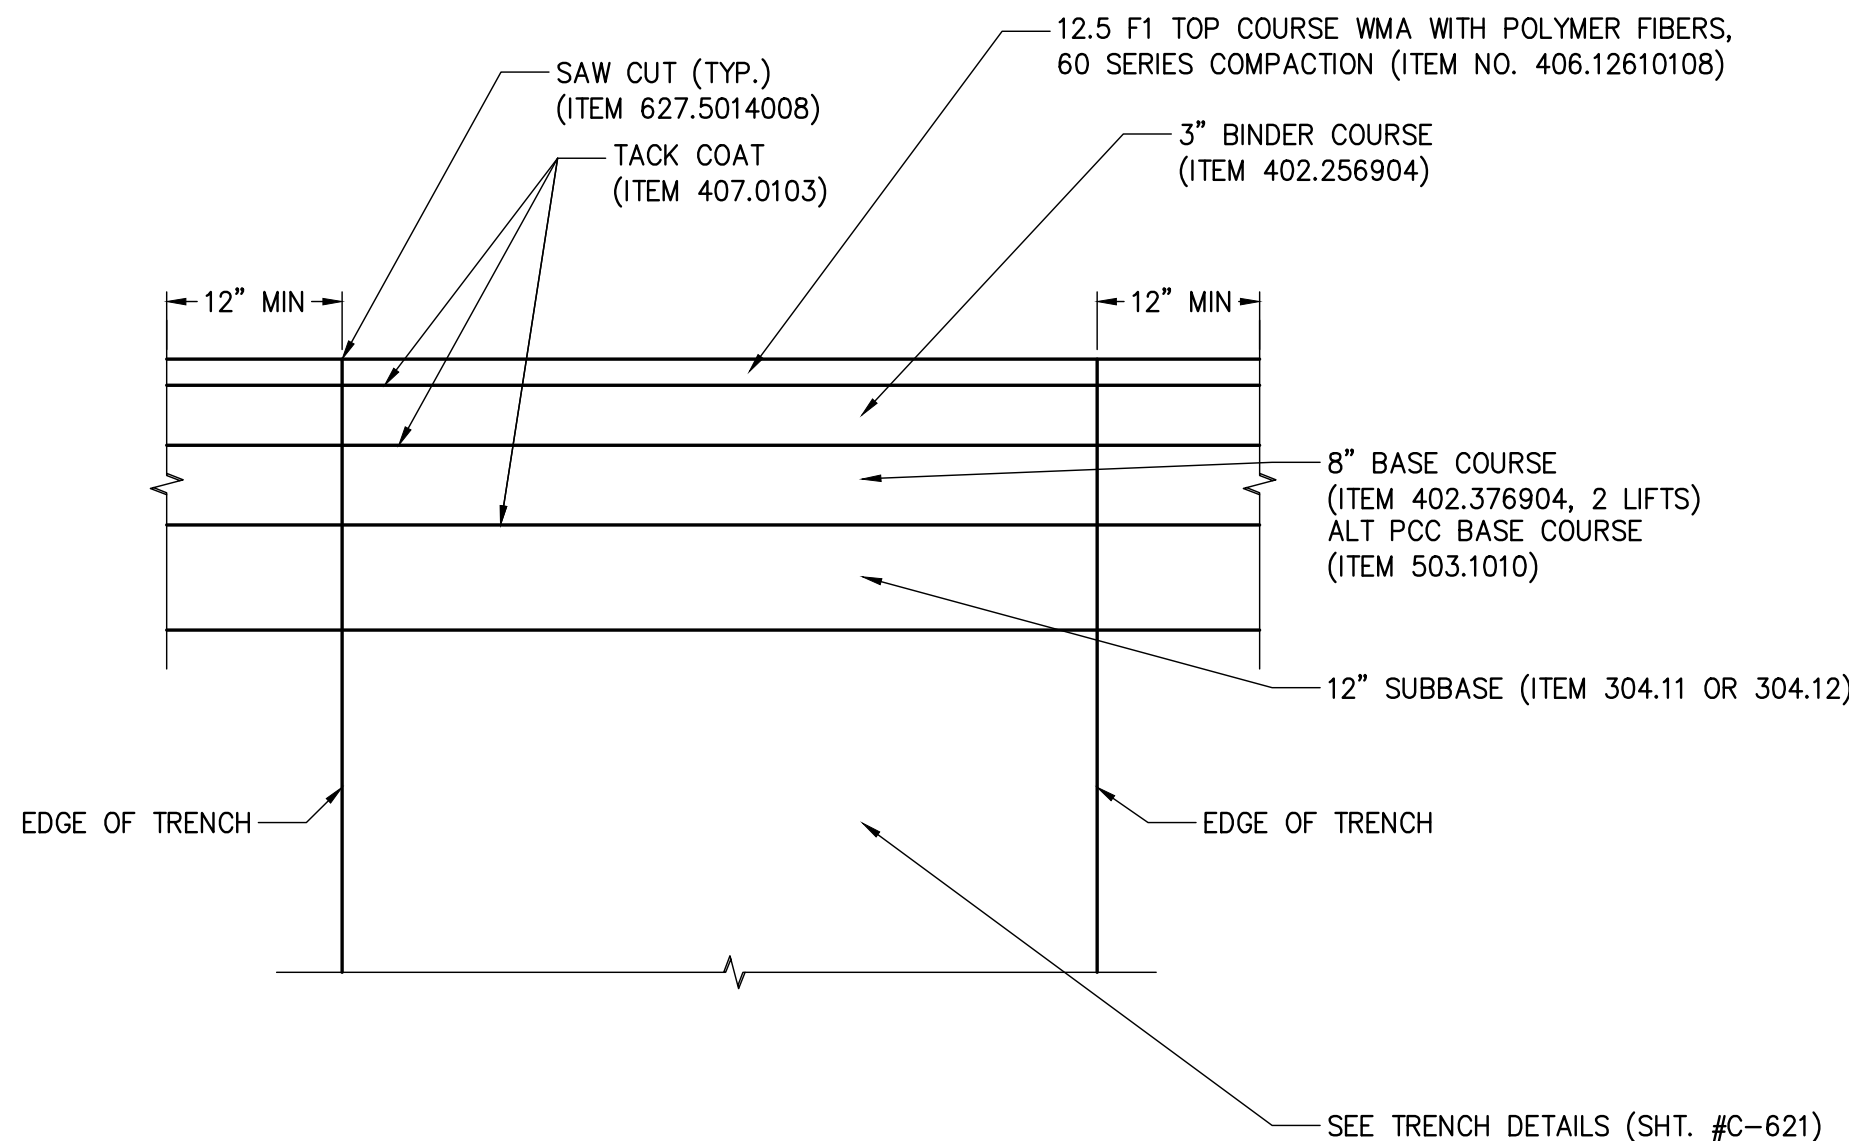 12.5 F1 TOP COURSE WMA WITH POLYMER FIBERS,
60 SERIES COMPACTION (ITEM NO. 406.12610108)
SAW CUT (TYP.)
(ITEM 627.5014008)
3" BINDER COURSE
(ITEM 402.256904)
TACK COAT
(ITEM 407.0103)
12" MIN
12" MIN
8" BASE COURSE
(ITEM 402.376904, 2 LIFTS)
ALT PCC BASE COURSE
(ITEM 503.1010)
12" SUBBASE (ITEM 304.11 OR 304.12)
EDGE OF TRENCH
EDGE OF TRENCH
SEE TRENCH DETAILS (SHT. #C-621)